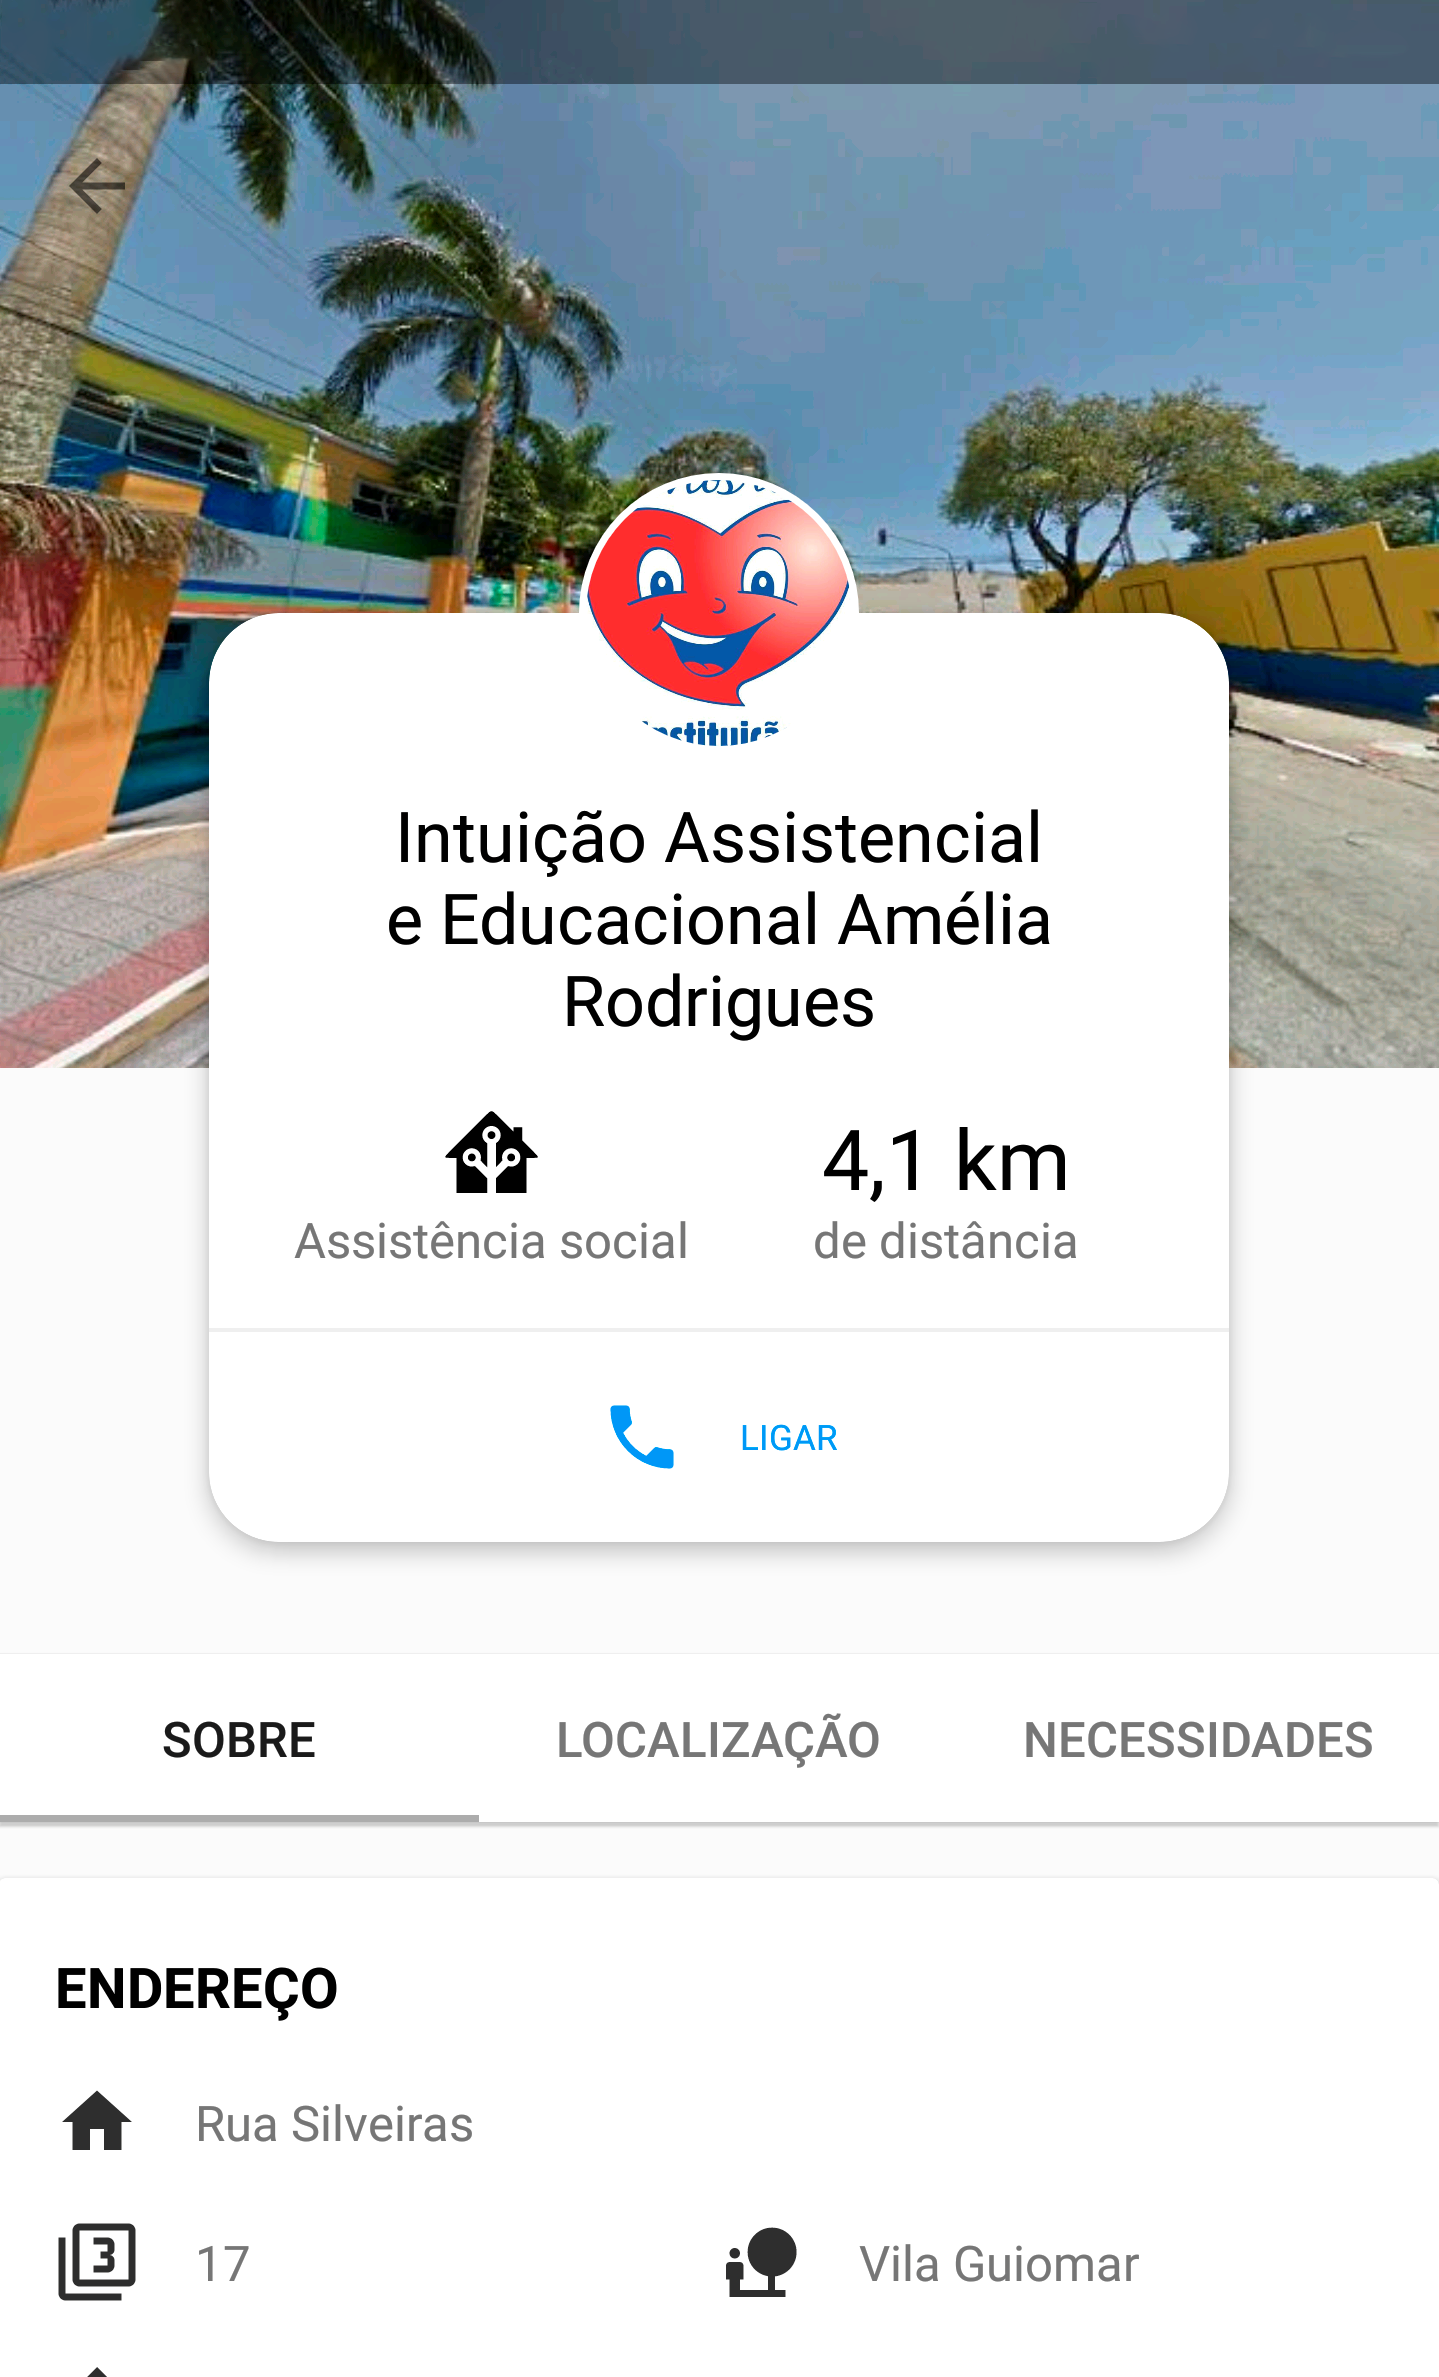 Intuição Assistencial
e Educacional Amélia
Rodrigues
4,1 km
Assistência social
de distância
LIGAR
SOBRE
LOCALIZAÇÃO
NECESSIDADES
ENDEREÇO
Rua Silveiras
3
17
Vila Guiomar